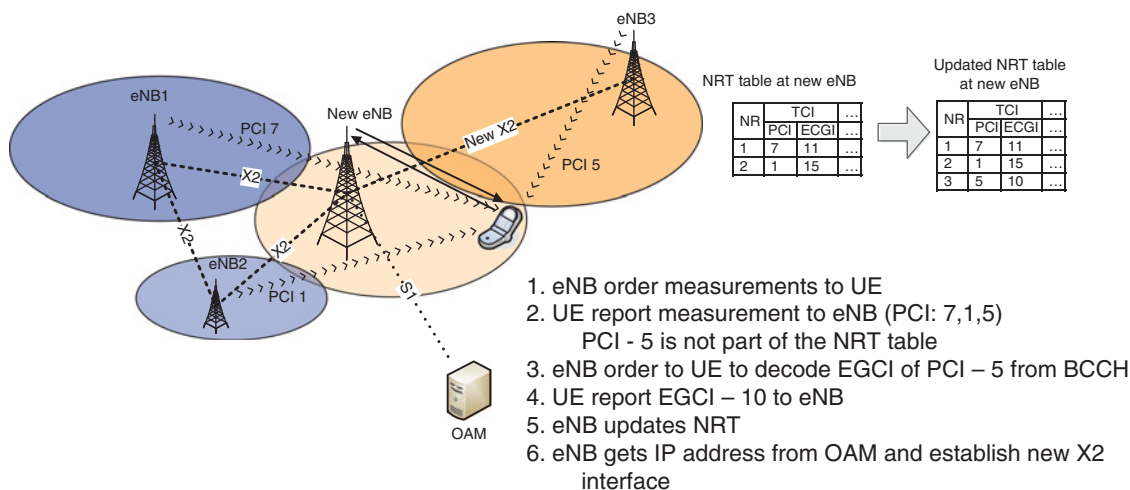 eNB3
eNB1
PCI 7
New eNB
New X2
PCI 5
X2
X2
X2
eNB2
PCI 1
S1
OAM
NRT table at new eNB
NR TCI ...
PCI ECGI ...
1 7 11 ...
2 1 15 ...
Updated NRT table
at new eNB
NR TCI ...
PCI ECGI ...
1 7 11 ...
2 1 15 ...
3 5 10 ...
1. eNB order measurements to UE
2. UE report measurement to eNB (PCI: 7,1,5)
PCI - 5 is not part of the NRT table
3. eNB order to UE to decode EGCI of PCI – 5 from BCCH
4. UE report EGCI – 10 to eNB
5. eNB updates NRT
6. eNB gets IP address from OAM and establish new X2
interface